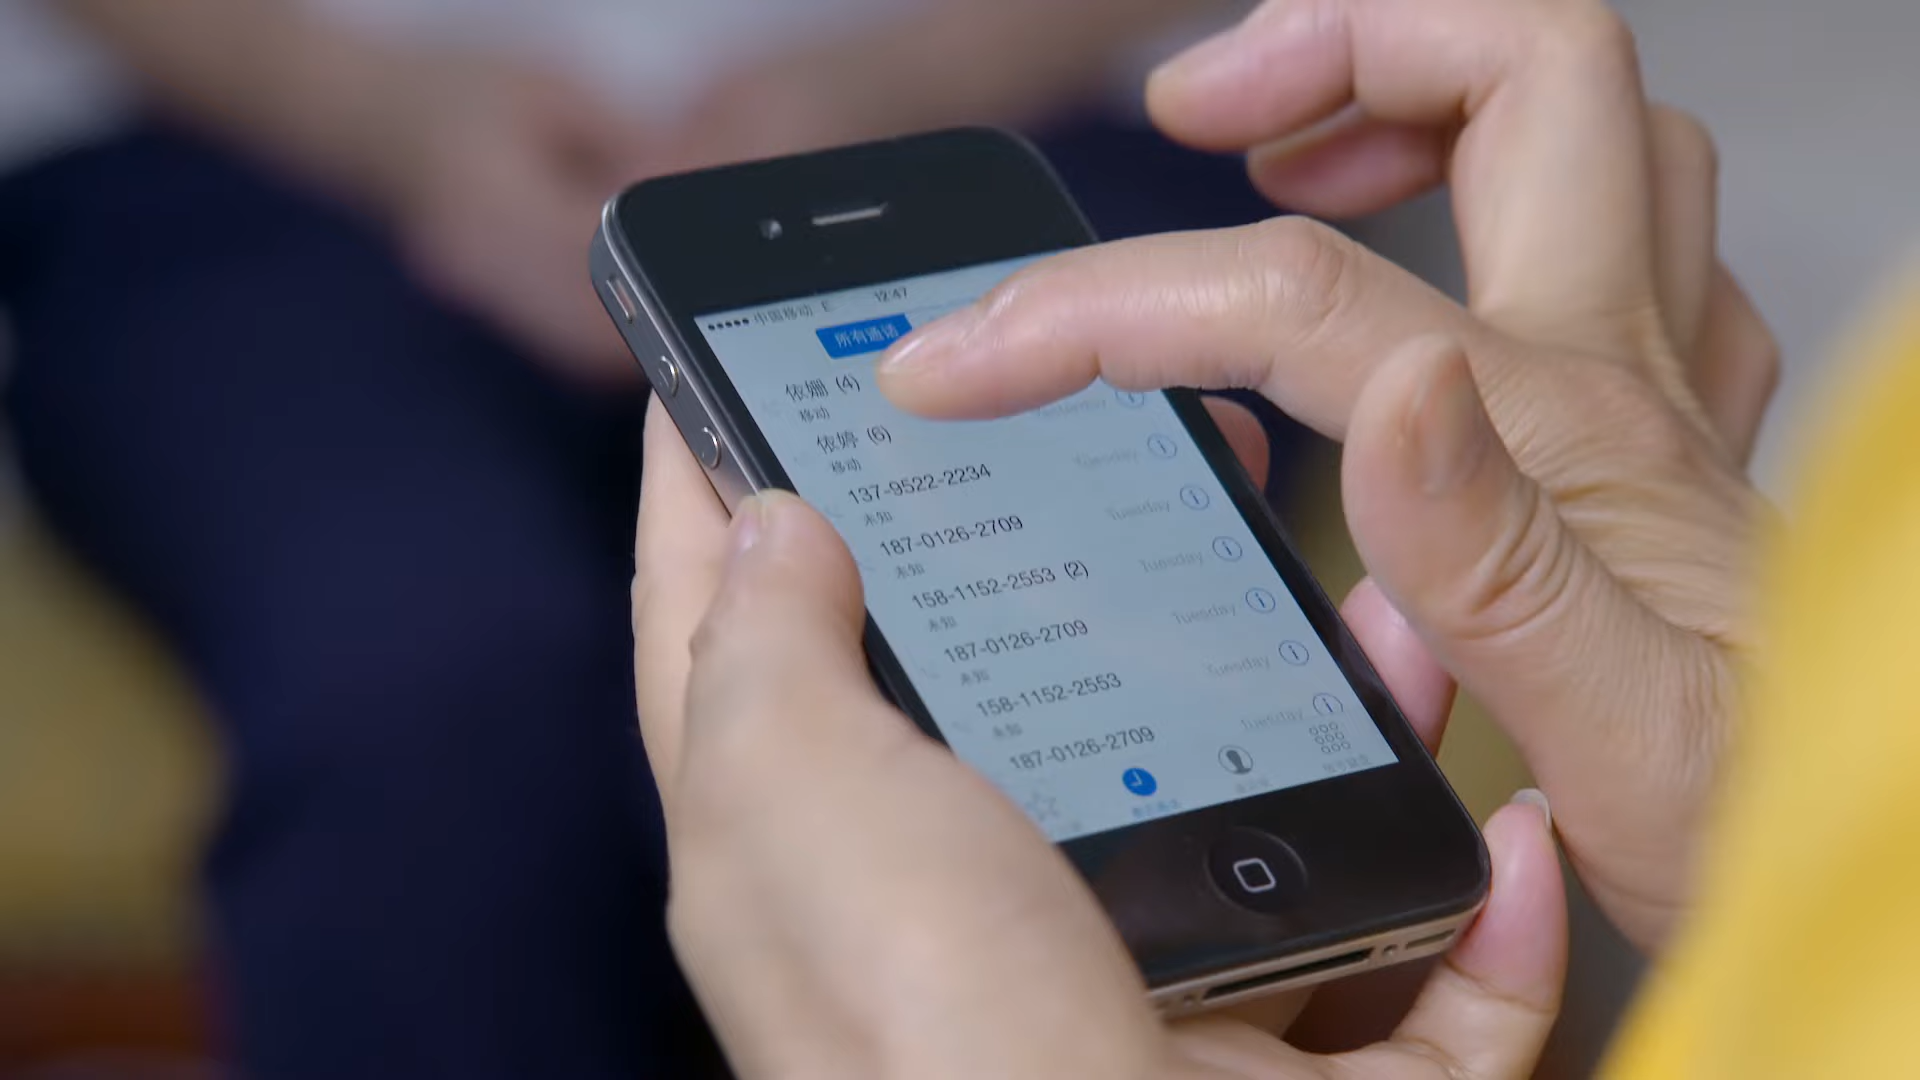 中国移动 E 12:47
所有通话
依姗 (4)
移动 Yesterday
依婷 (6)
移动 Tuesday
137-9522-2234
未知 Tuesday
187-0126-2709
未知 Tuesday
158-1152-2553 (2)
未知 Tuesday
187-0126-2709
未知 Tuesday
158-1152-2553
未知 Tuesday
187-0126-2709